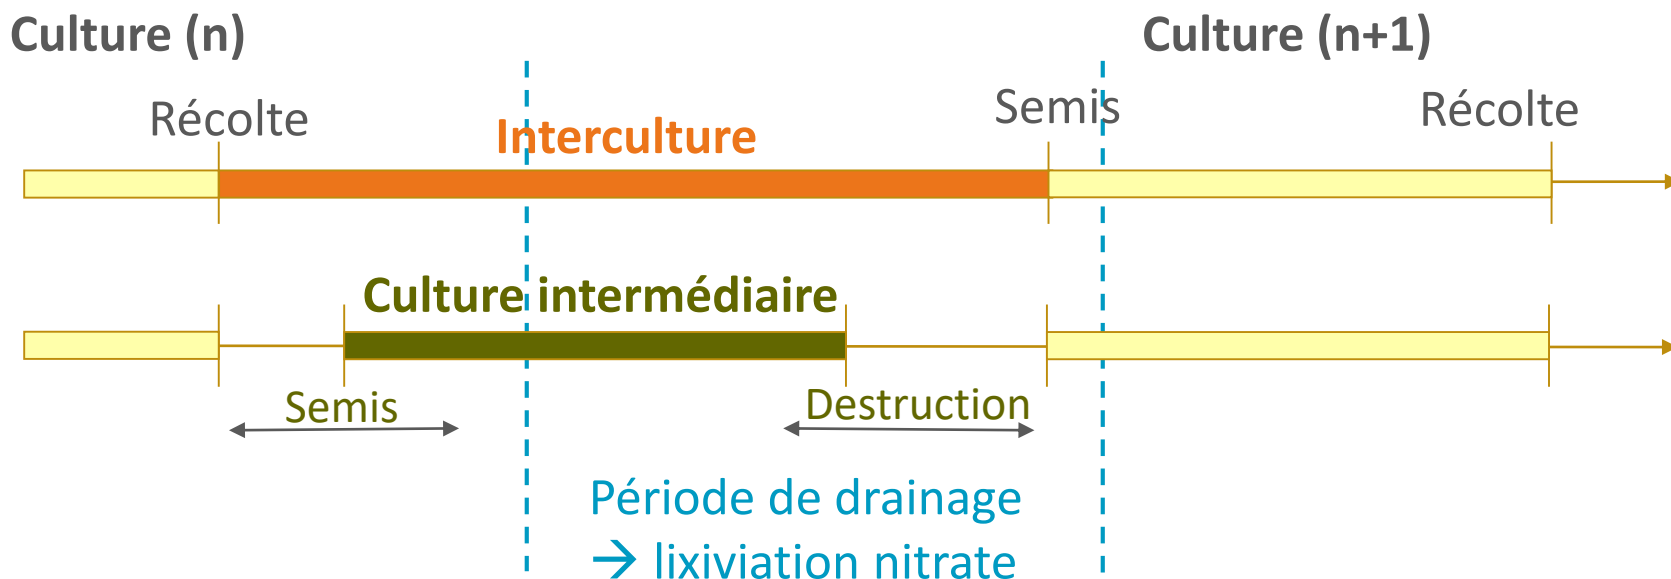 Culture (n)
Culture (n+1)
Récolte
Interculture
Semis
Récolte
Culture intermédiaire
Semis
Destruction
Période de drainage
→ lixiviation nitrate